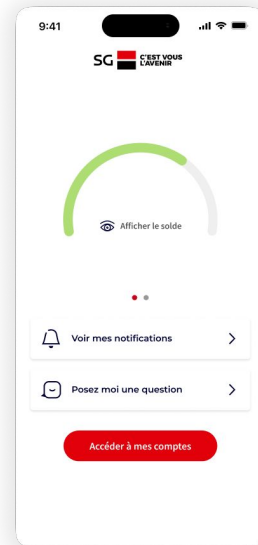 9:41
SG
C'EST VOUS
L'AVENIR
Afficher le solde
Voir mes notifications
Posez moi une question
Accéder à mes comptes